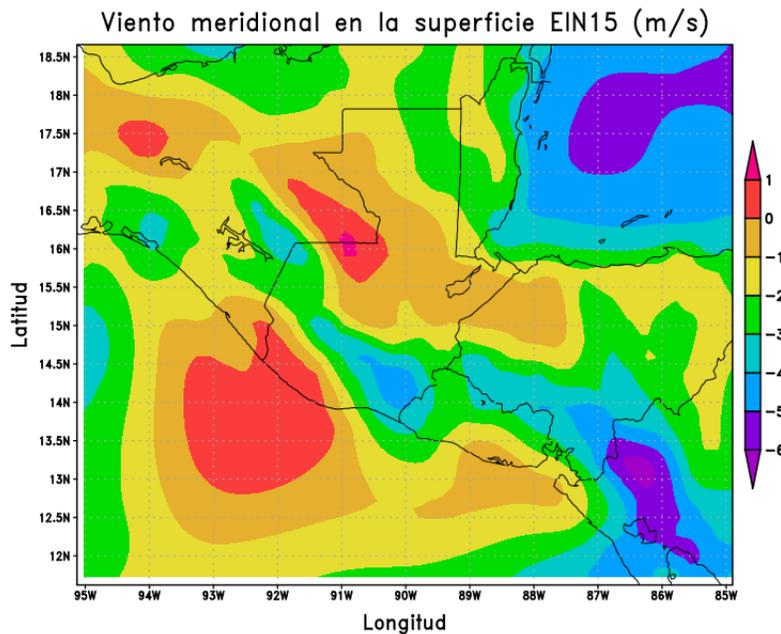 Viento meridional en la superficie EIN15 (m/s)
18.5N
18N
17.5N
17N
16.5N
16N
15.5N
15N
14.5N
14N
13.5N
13N
12.5N
12N
Latitud
95W 94W 93W 92W 91W 90W 89W 88W 87W 86W 85W
Longitud
1
0
-1
-2
-3
-4
-5
-6